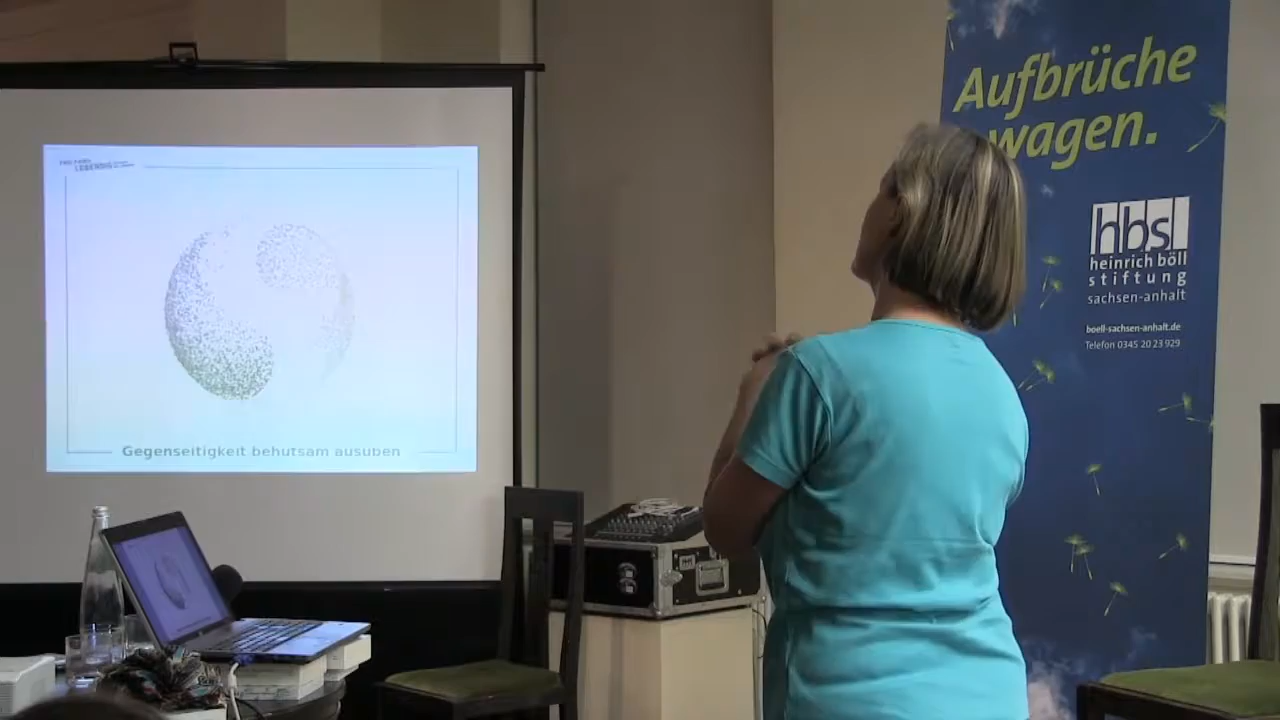 LEBENDIG
Gegenseitigkeit behutsam ausüben
Aufbrüche
wagen.
hbs
heinrich böll
stiftung
sachsen-anhalt
boell-sachsen-anhalt.de
Telefon 0345 20 23 929